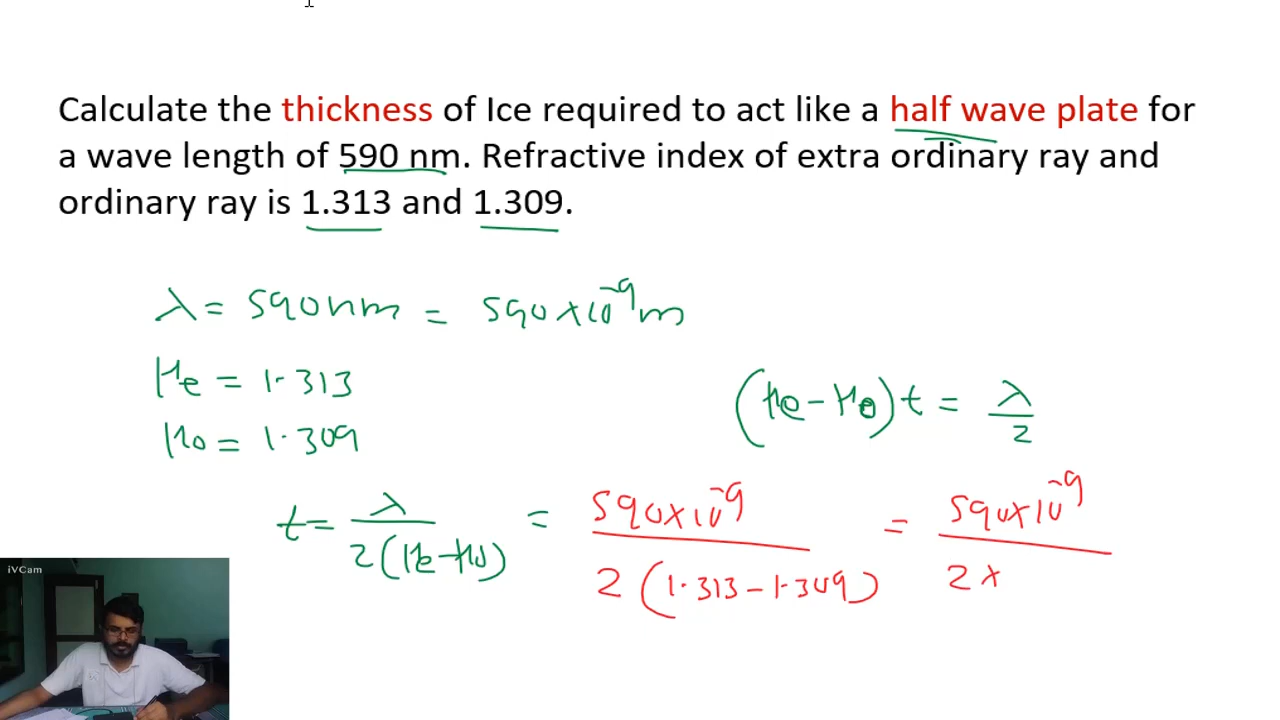 Calculate the thickness of Ice required to act like a half wave plate for
a wave length of 590 nm. Refractive index of extra ordinary ray and
ordinary ray is 1.313 and 1.309.
λ = 590nm = 590×10⁻⁹m
μe = 1.313
(μe - μo)t = λ/2
μo = 1.309
t = λ/2(μe-μo) = 590×10⁻⁹/2(1.313-1.309) = 590×10⁻⁹/2×
iVCam